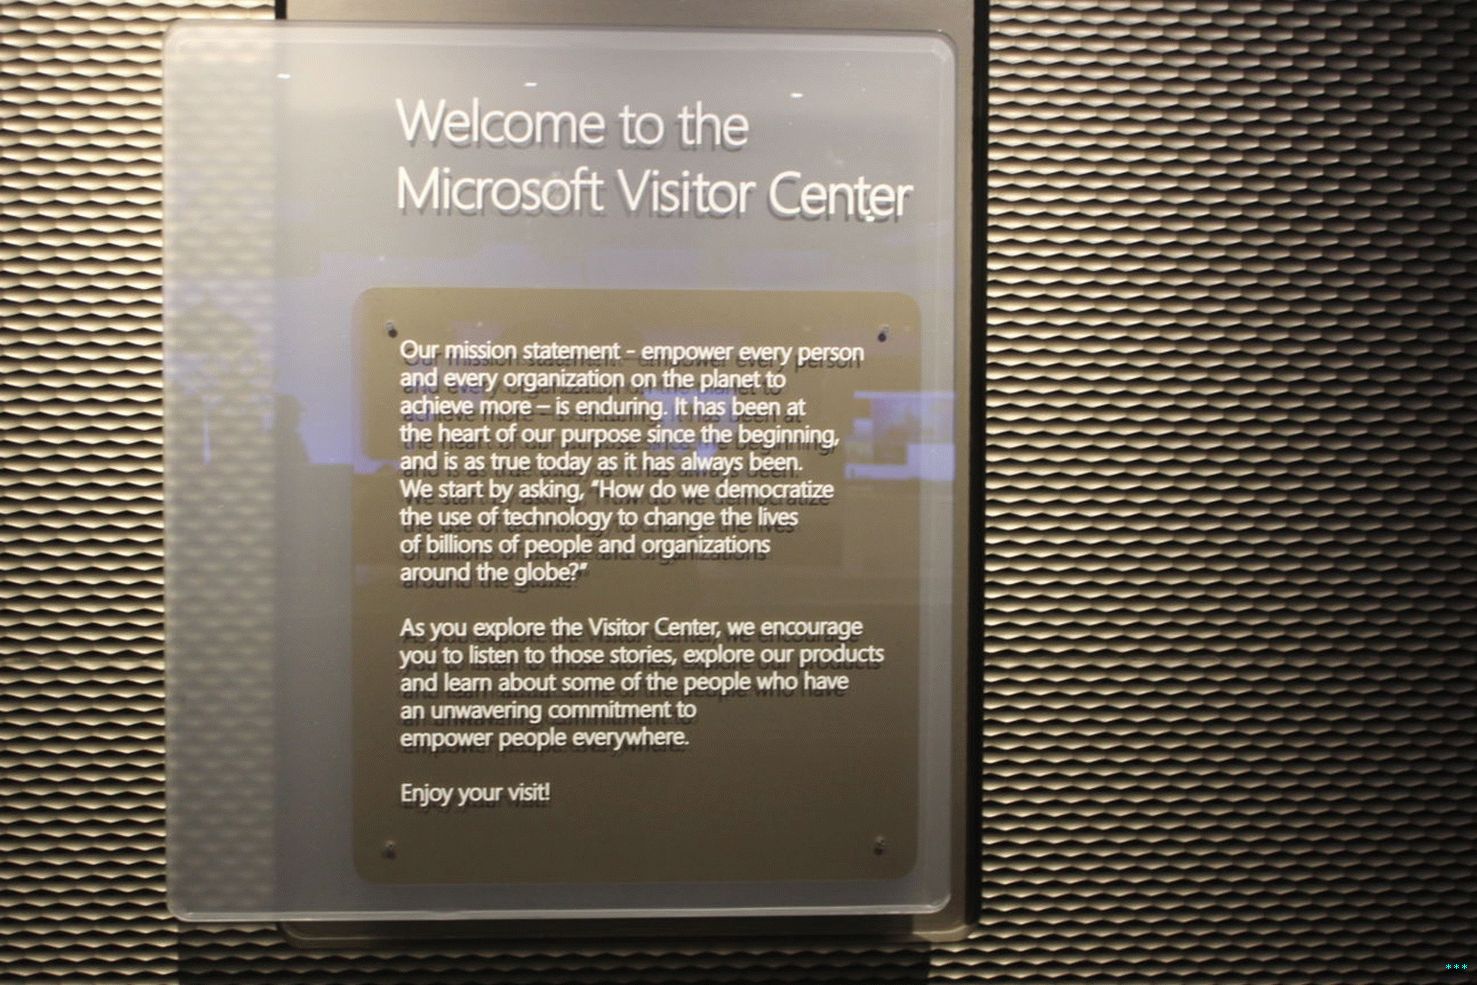 Welcome to the
Microsoft Visitor Center
Our mission statement - empower every person
and every organization on the planet to
achieve more – is enduring. It has been at
the heart of our purpose since the beginning,
and is as true today as it has always been.
We start by asking, “How do we democratize
the use of technology to change the lives
of billions of people and organizations
around the globe?”
As you explore the Visitor Center, we encourage
you to listen to those stories, explore our products
and learn about some of the people who have
an unwavering commitment to
empower people everywhere.
Enjoy your visit!
***